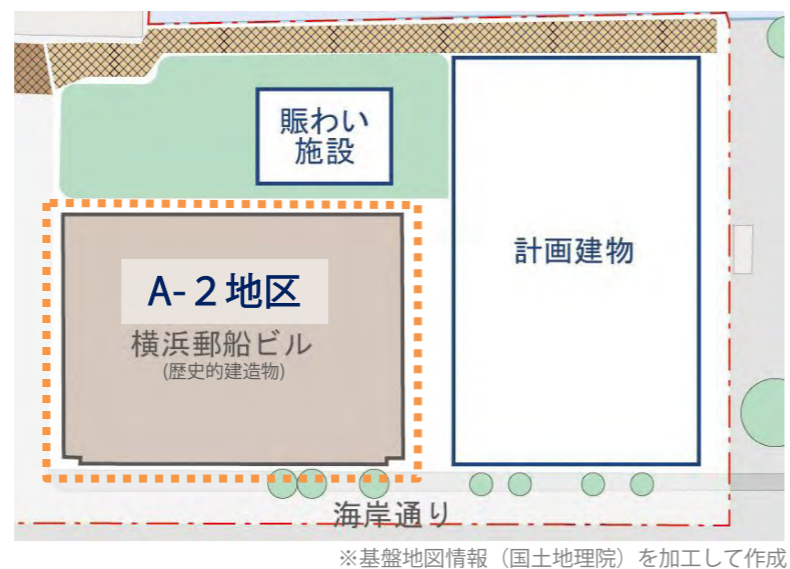 賑わい
施設
計画建物
A-２地区
横浜郵船ビル
(歴史的建造物)
海岸通り
※基盤地図情報（国土地理院）を加工して作成